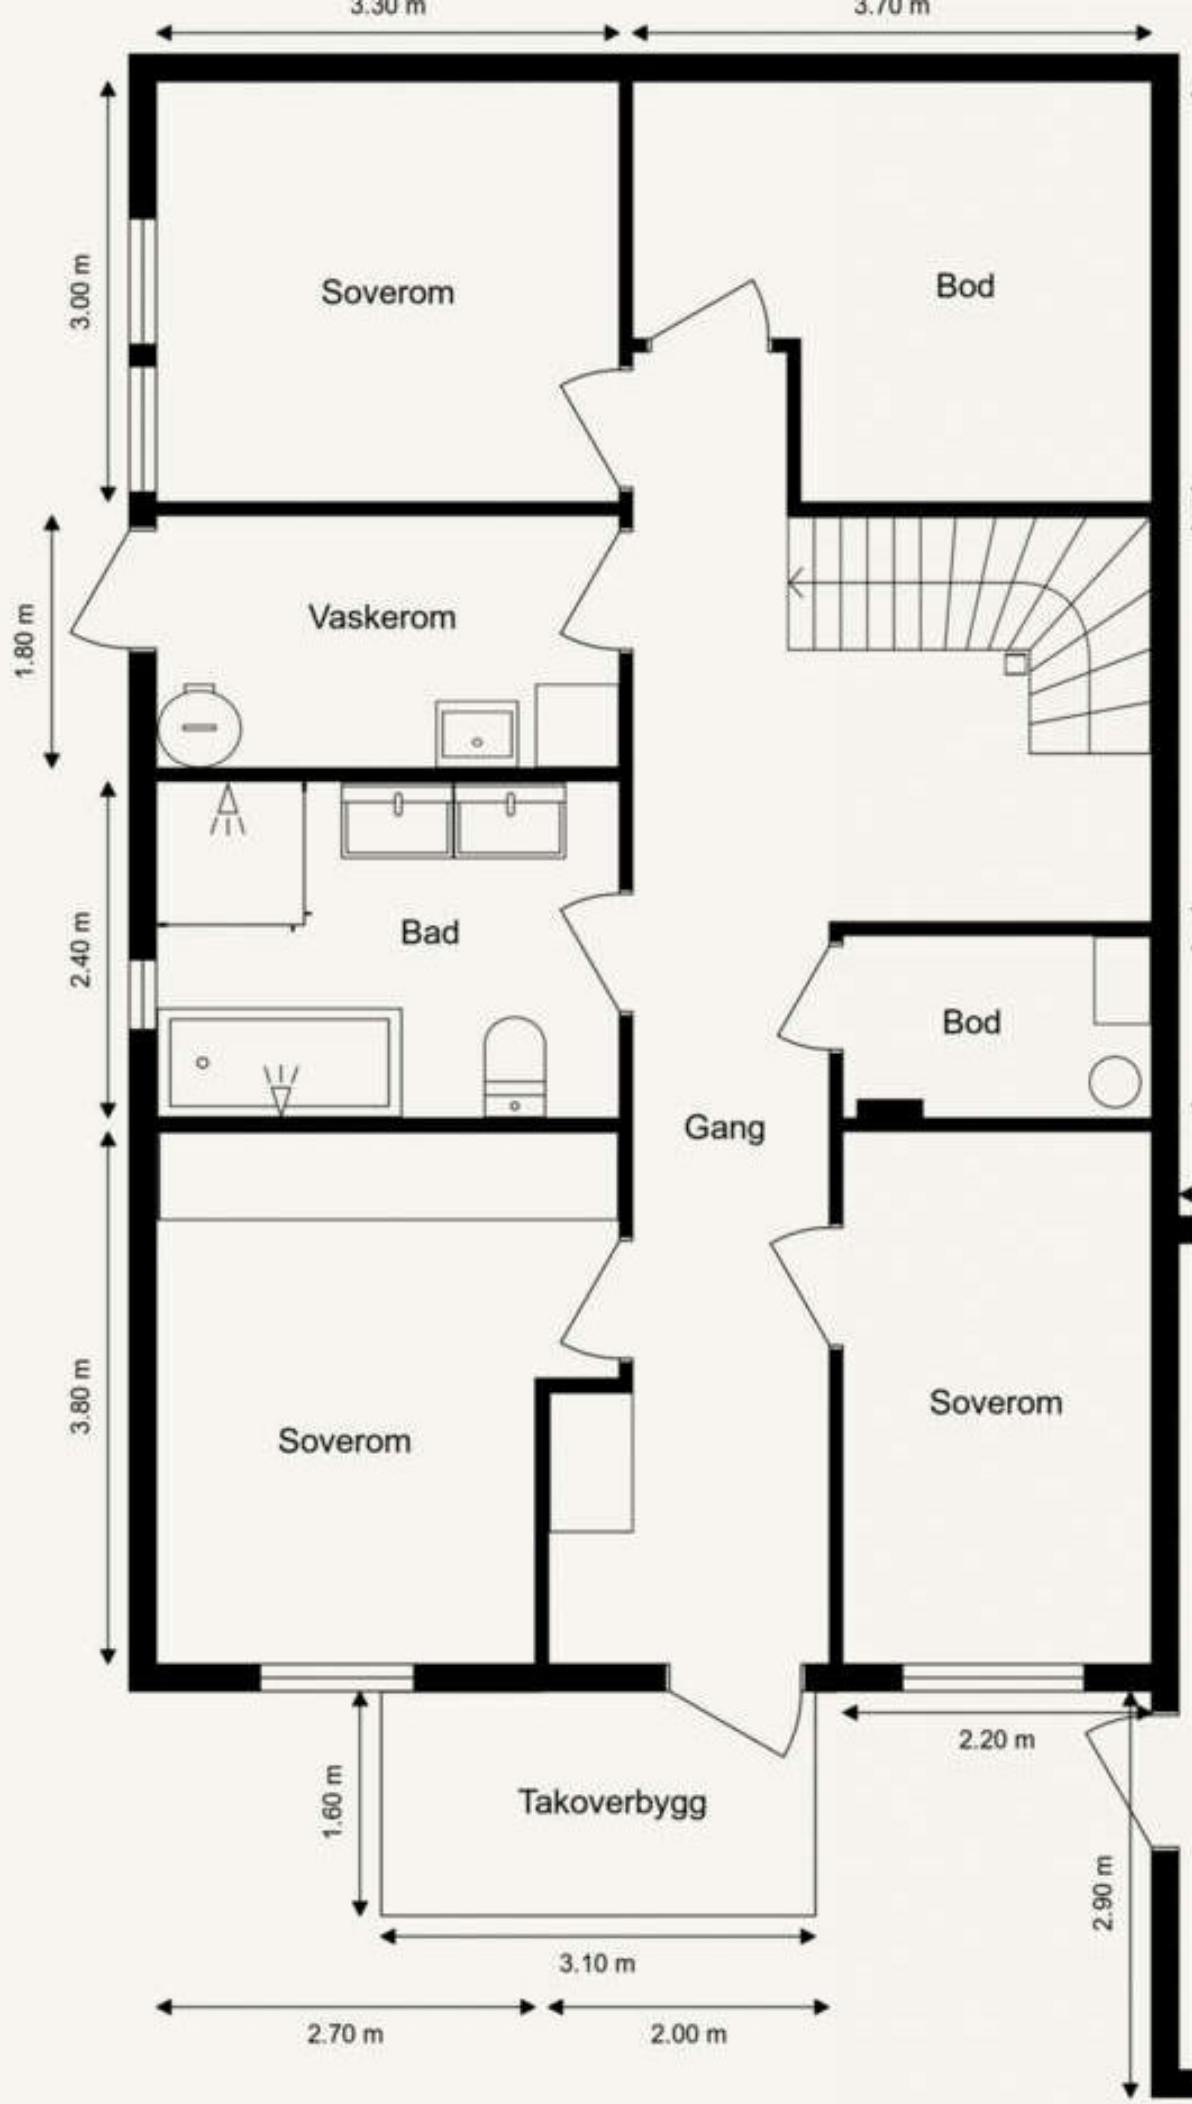 3.30 m
3.70 m
3.00 m
Soverom
Bod
1.80 m
Vaskerom
2.40 m
Bad
Bod
Gang
3.80 m
Soverom
Soverom
2.20 m
1.60 m
Takoverbygg
2.90 m
3.10 m
2.70 m
2.00 m